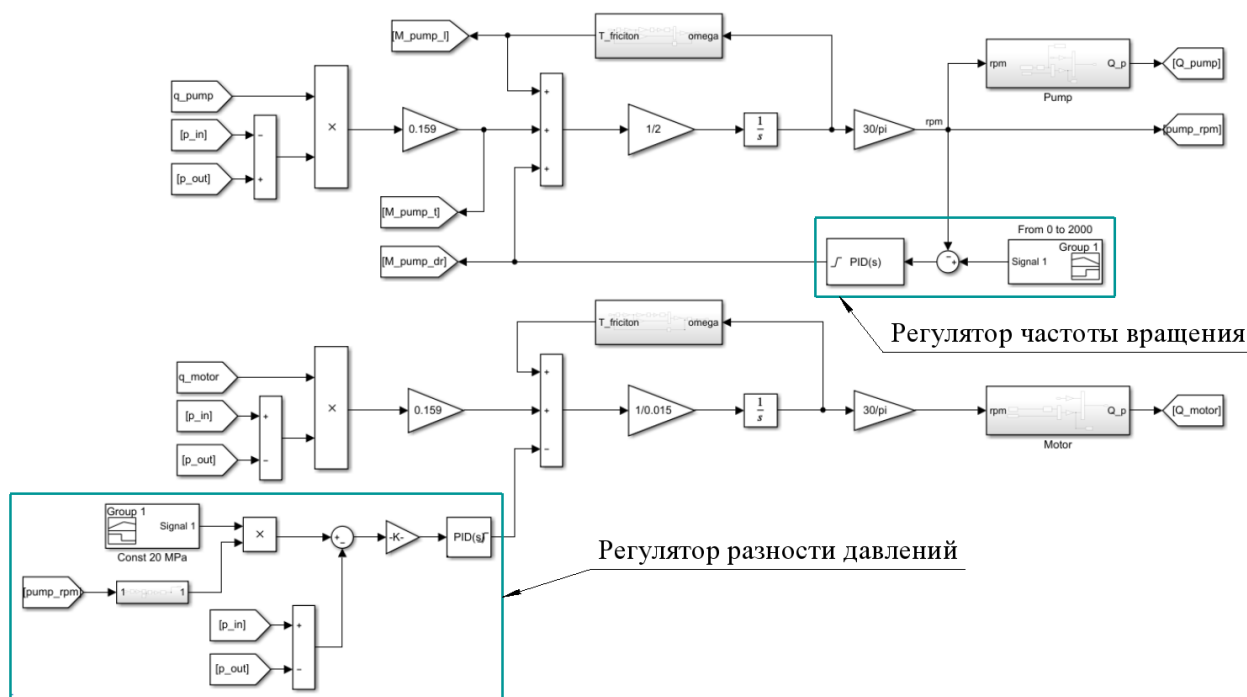 [M_pump_l]
T_friciton
omega
q_pump
[p_in]
[p_out]
×
0.159
+
+
+
1/2
1
s
30/pi
rpm
rpm
Q_p
Pump
[Q_pump]
[pump_rpm]
−
+
[M_pump_t]
[M_pump_dr]
PID(s)
−
+
From 0 to 2000
Group 1
Signal 1
Регулятор частоты вращения
T_friciton
omega
q_motor
[p_in]
[p_out]
+
−
×
0.159
+
+
−
1/0.015
1
s
30/pi
rpm
Q_p
Motor
[Q_motor]
Group 1
Signal 1
Const 20 MPa
×
+
−
-K-
PID(s)
[pump_rpm]
1
1
[p_in]
[p_out]
+
−
Регулятор разности давлений